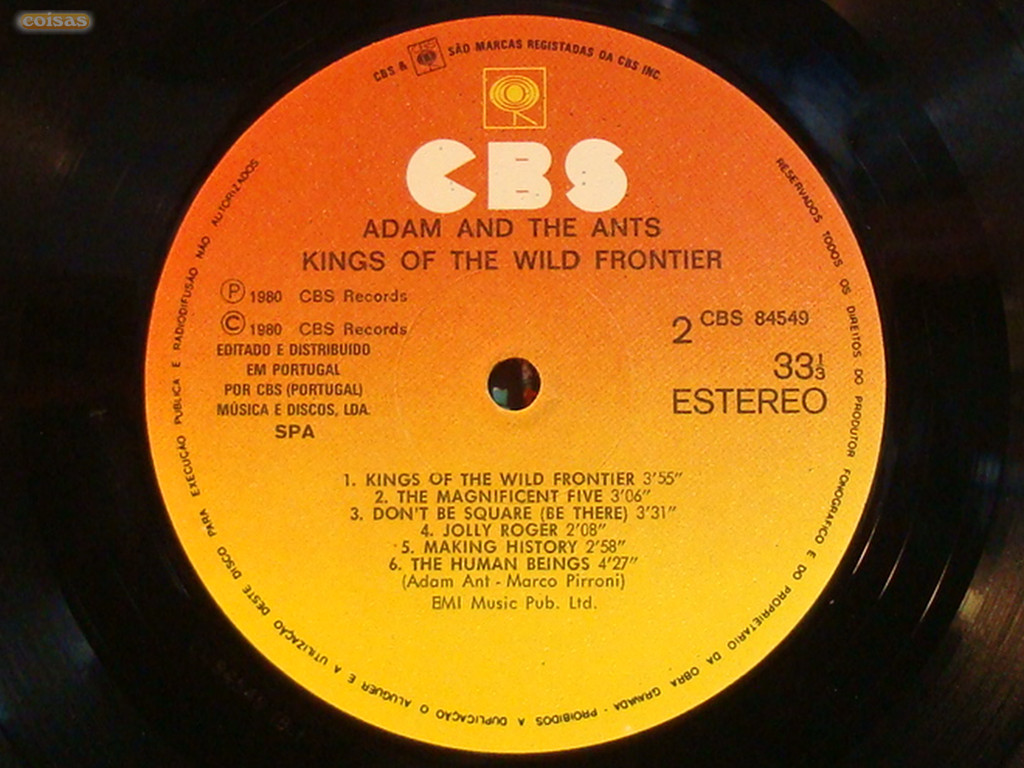 coisas
CBS & CBS SÃO MARCAS REGISTADAS DA CBS INC.
CBS
ADAM AND THE ANTS
KINGS OF THE WILD FRONTIER
Ⓟ 1980 CBS Records
© 1980 CBS Records
EDITADO E DISTRIBUIDO
EM PORTUGAL
POR CBS (PORTUGAL)
MÚSICA E DISCOS, LDA.
SPA
2 CBS 84549
33 1/3
ESTEREO
1. KINGS OF THE WILD FRONTIER 3'55"
2. THE MAGNIFICENT FIVE 3'06"
3. DON'T BE SQUARE (BE THERE) 3'31"
4. JOLLY ROGER 2'08"
5. MAKING HISTORY 2'58"
6. THE HUMAN BEINGS 4'27"
(Adam Ant - Marco Pirroni)
EMI Music Pub. Ltd.
RESERVADOS TODOS OS DIREITOS DO PRODUTOR FONOGRAFICO E DO PROPRIETARIO DA OBRA GRAVADA - PROIBIDOS A DUPLICAÇÃO O ALUGUER E A UTILIZAÇÃO DESTE DISCO PARA EXECUÇÃO PUBLICA E RADIODIFUSÃO NÃO AUTORIZADOS